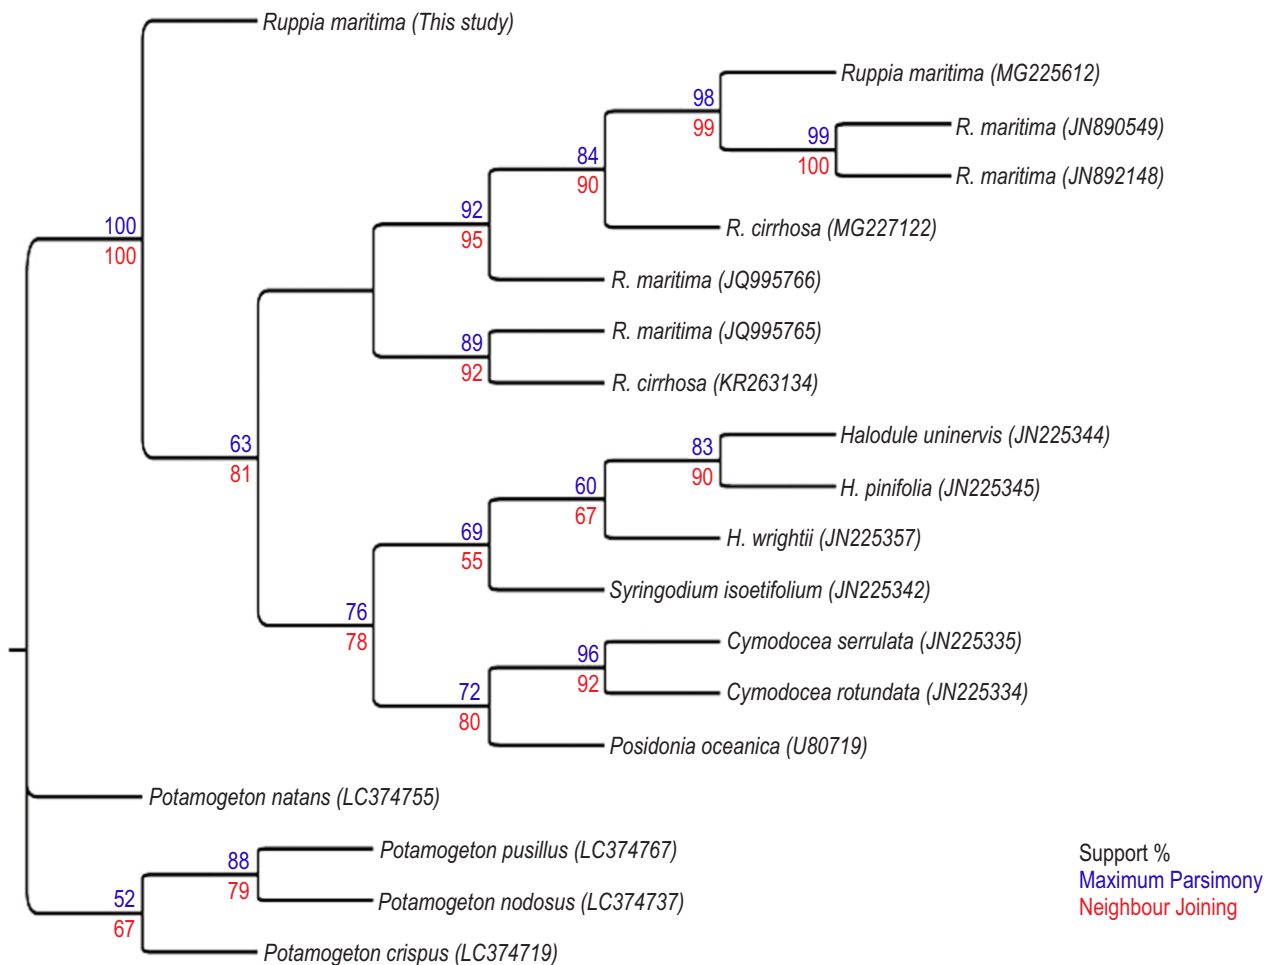 Ruppia maritima (This study)
Ruppia maritima (MG225612)
98
99
R. maritima (JN890549)
99
100
R. maritima (JN892148)
84
90
R. cirrhosa (MG227122)
92
95
R. maritima (JQ995766)
100
100
R. maritima (JQ995765)
89
92
R. cirrhosa (KR263134)
63
81
Halodule uninervis (JN225344)
83
90
H. pinifolia (JN225345)
60
67
H. wrightii (JN225357)
69
55
Syringodium isoetifolium (JN225342)
76
78
Cymodocea serrulata (JN225335)
96
92
Cymodocea rotundata (JN225334)
72
80
Posidonia oceanica (U80719)
Potamogeton natans (LC374755)
Potamogeton pusillus (LC374767)
88
79
Potamogeton nodosus (LC374737)
52
67
Potamogeton crispus (LC374719)
Support %
Maximum Parsimony
Neighbour Joining